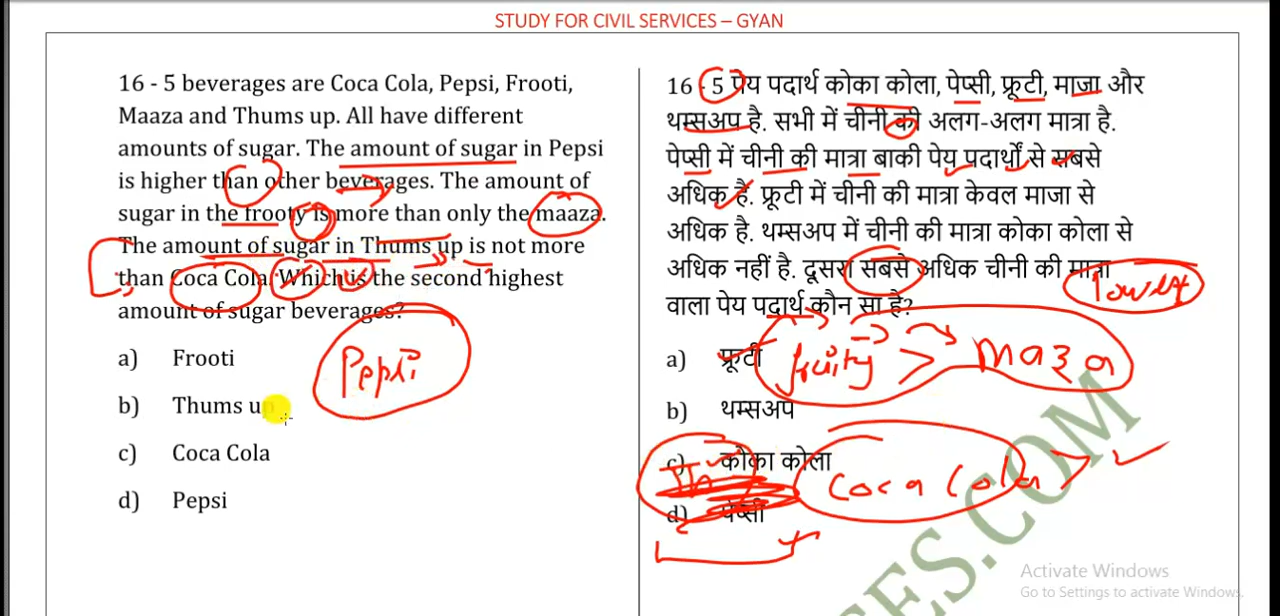 STUDY FOR CIVIL SERVICES – GYAN
16 - 5 beverages are Coca Cola, Pepsi, Frooti,
Maaza and Thums up. All have different
amounts of sugar. The amount of sugar in Pepsi
is higher than other beverages. The amount of
sugar in the frooty is more than only the maaza.
The amount of sugar in Thums up is not more
than Coca Cola. Which is the second highest
amount of sugar beverages?
a) Frooti
b) Thums up
c) Coca Cola
d) Pepsi
Pepsi
16 - 5 पेय पदार्थ कोका कोला, पेप्सी, फ्रूटी, माजा और
थम्सअप है. सभी में चीनी की अलग-अलग मात्रा है.
पेप्सी में चीनी की मात्रा बाकी पेय पदार्थों से सबसे
अधिक है. फ्रूटी में चीनी की मात्रा केवल माजा से
अधिक है. थम्सअप में चीनी की मात्रा कोका कोला से
अधिक नहीं है. दूसरा सबसे अधिक चीनी की मात्रा
वाला पेय पदार्थ कौन सा है?
lowest
a) फ्रूटी
fruity > maza
b) थम्सअप
c) कोका कोला
Coca Cola >
d) पेप्सी
Activate Windows
Go to Settings to activate Windows.